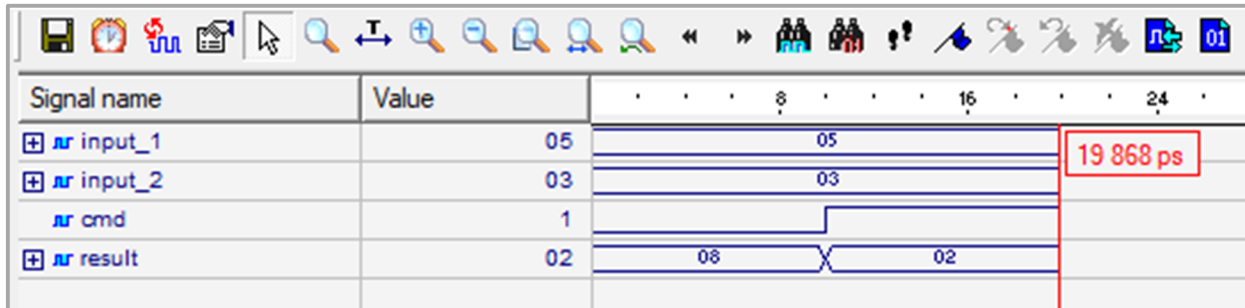 T
01
Signal name Value 8 16 24
input_1 05 05
19 868 ps
input_2 03 03
cmd 1
result 02 08 02